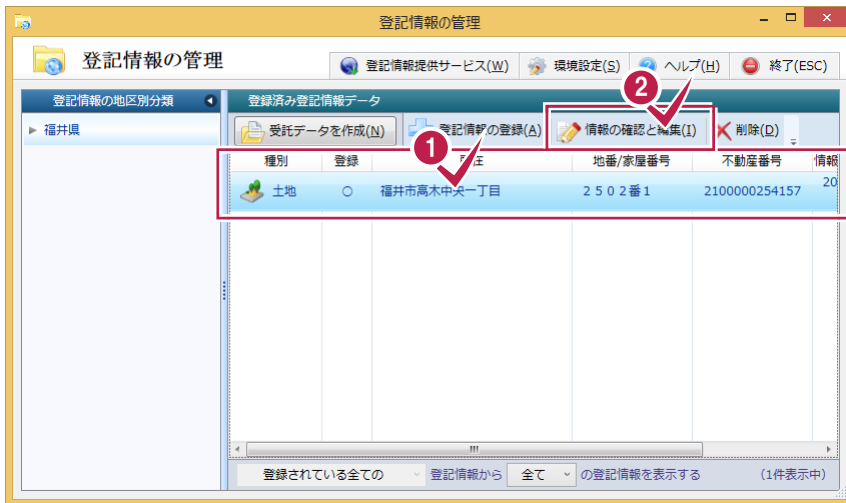 登記情報の管理
登記情報の管理
登記情報提供サービス(W) 環境設定(S) ヘルプ(H) 終了(ESC)
2
登記情報の地区別分類 登録済み登記情報データ
福井県
受託データを作成(N) 登記情報の登録(A) 情報の確認と編集(I) 削除(D)
1
種別 登録 在 地番/家屋番号 不動産番号 情報
土地 ○ 福井市高木中央一丁目 2502番1 2100000254157 20
登録されている全ての 登記情報から 全て の登記情報を表示する (1件表示中)